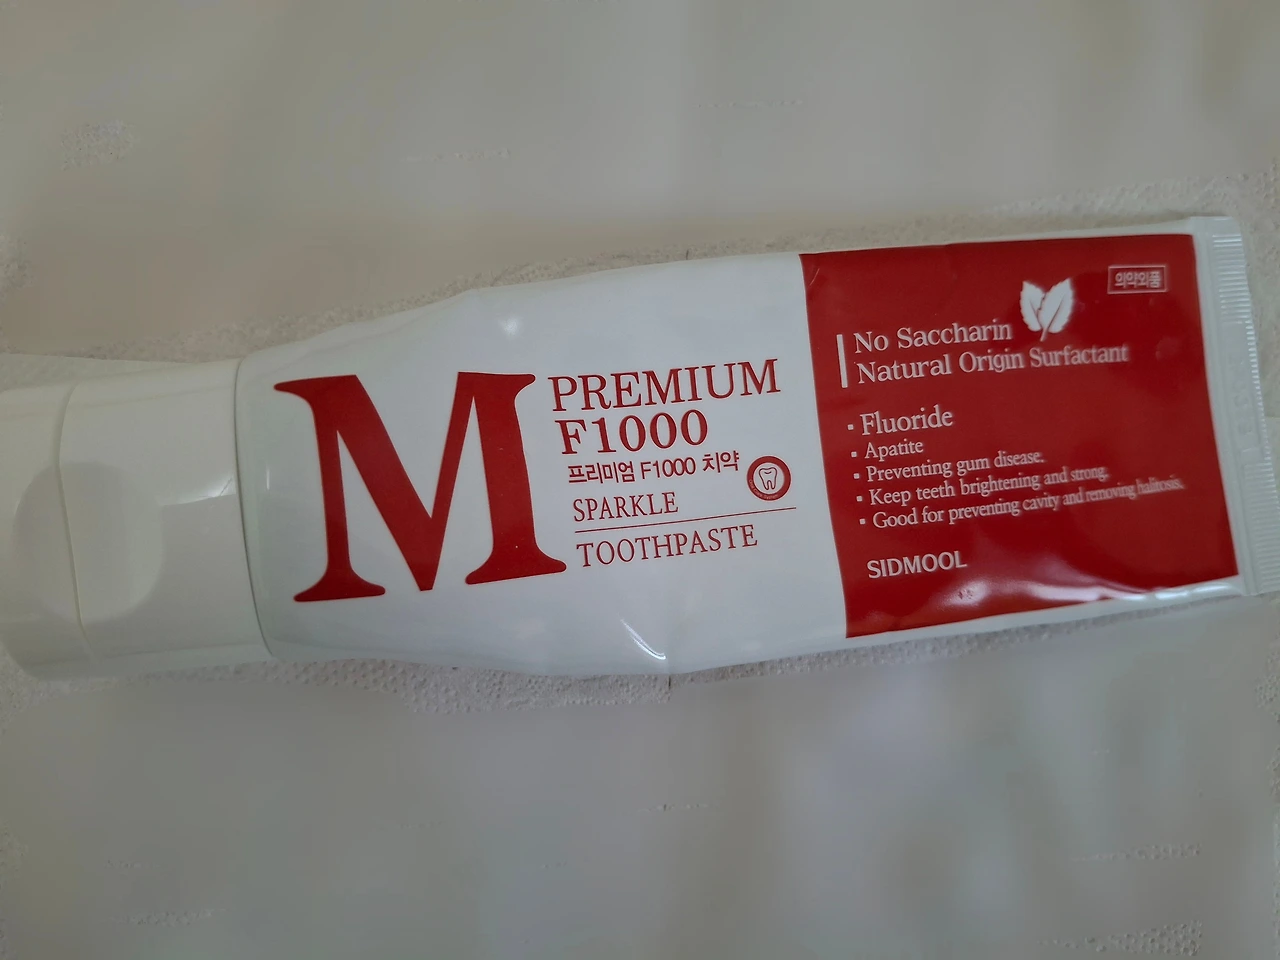 M
PREMIUM
F1000
프리미엄 F1000 치약
SPARKLE
TOOTHPASTE
의약외품
No Saccharin
Natural Origin Surfactant
· Fluoride
· Apatite
· Preventing gum disease.
· Keep teeth brightening and strong.
· Good for preventing cavity and removing halitosis.
SIDMOOL